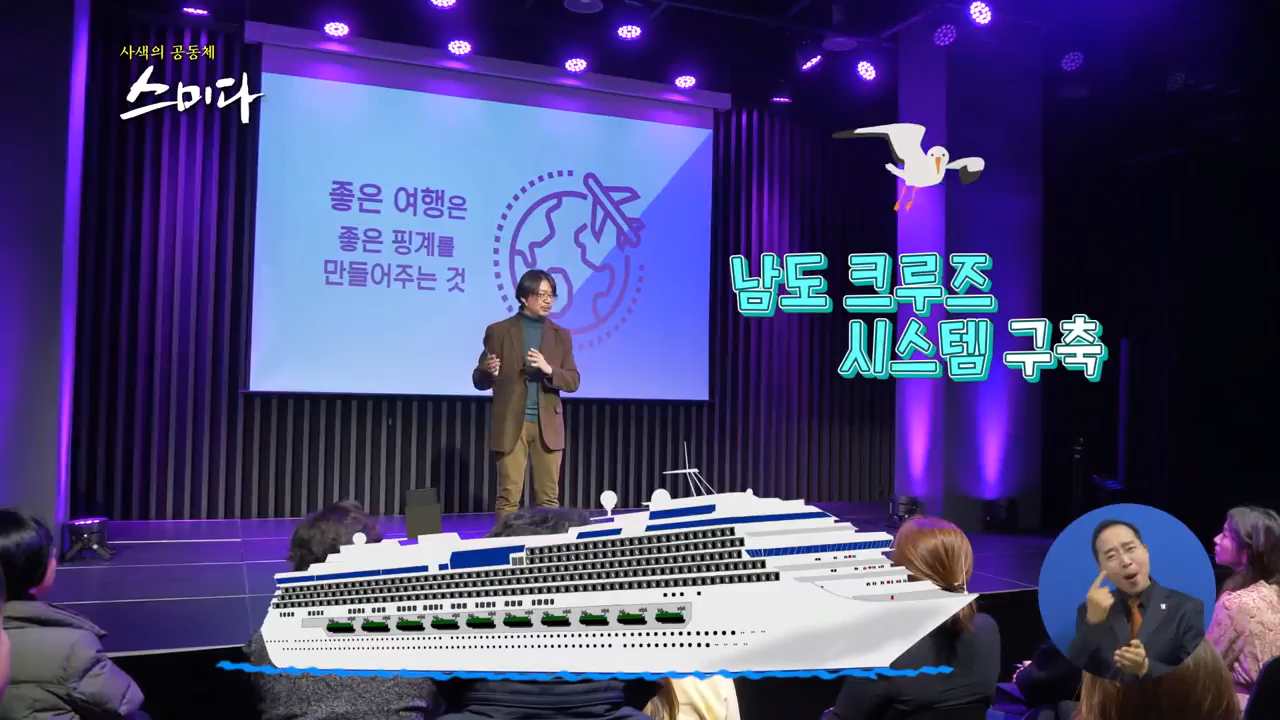 사색의 공동체
스미다
좋은 여행은
좋은 핑계를
만들어주는 것
남도 크루즈
시스템 구축